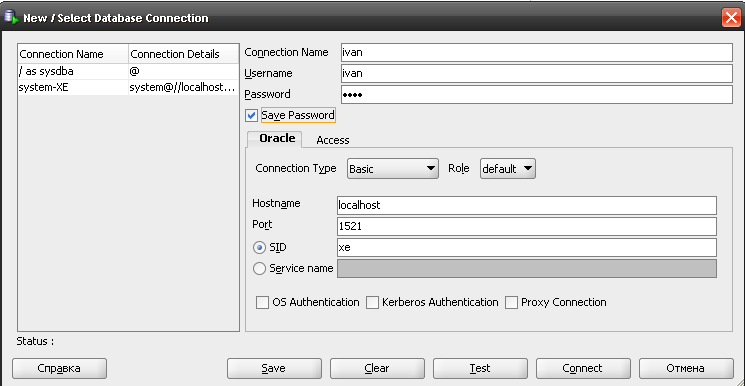 New / Select Database Connection
Connection Name Connection Details
/ as sysdba @
system-XE system@//localhost...
Connection Name ivan
Username ivan
Password ••••
Save Password
Oracle Access
Connection Type Basic Role default
Hostname localhost
Port 1521
SID xe
Service name
OS Authentication Kerberos Authentication Proxy Connection
Status :
Справка Save Clear Test Connect Отмена